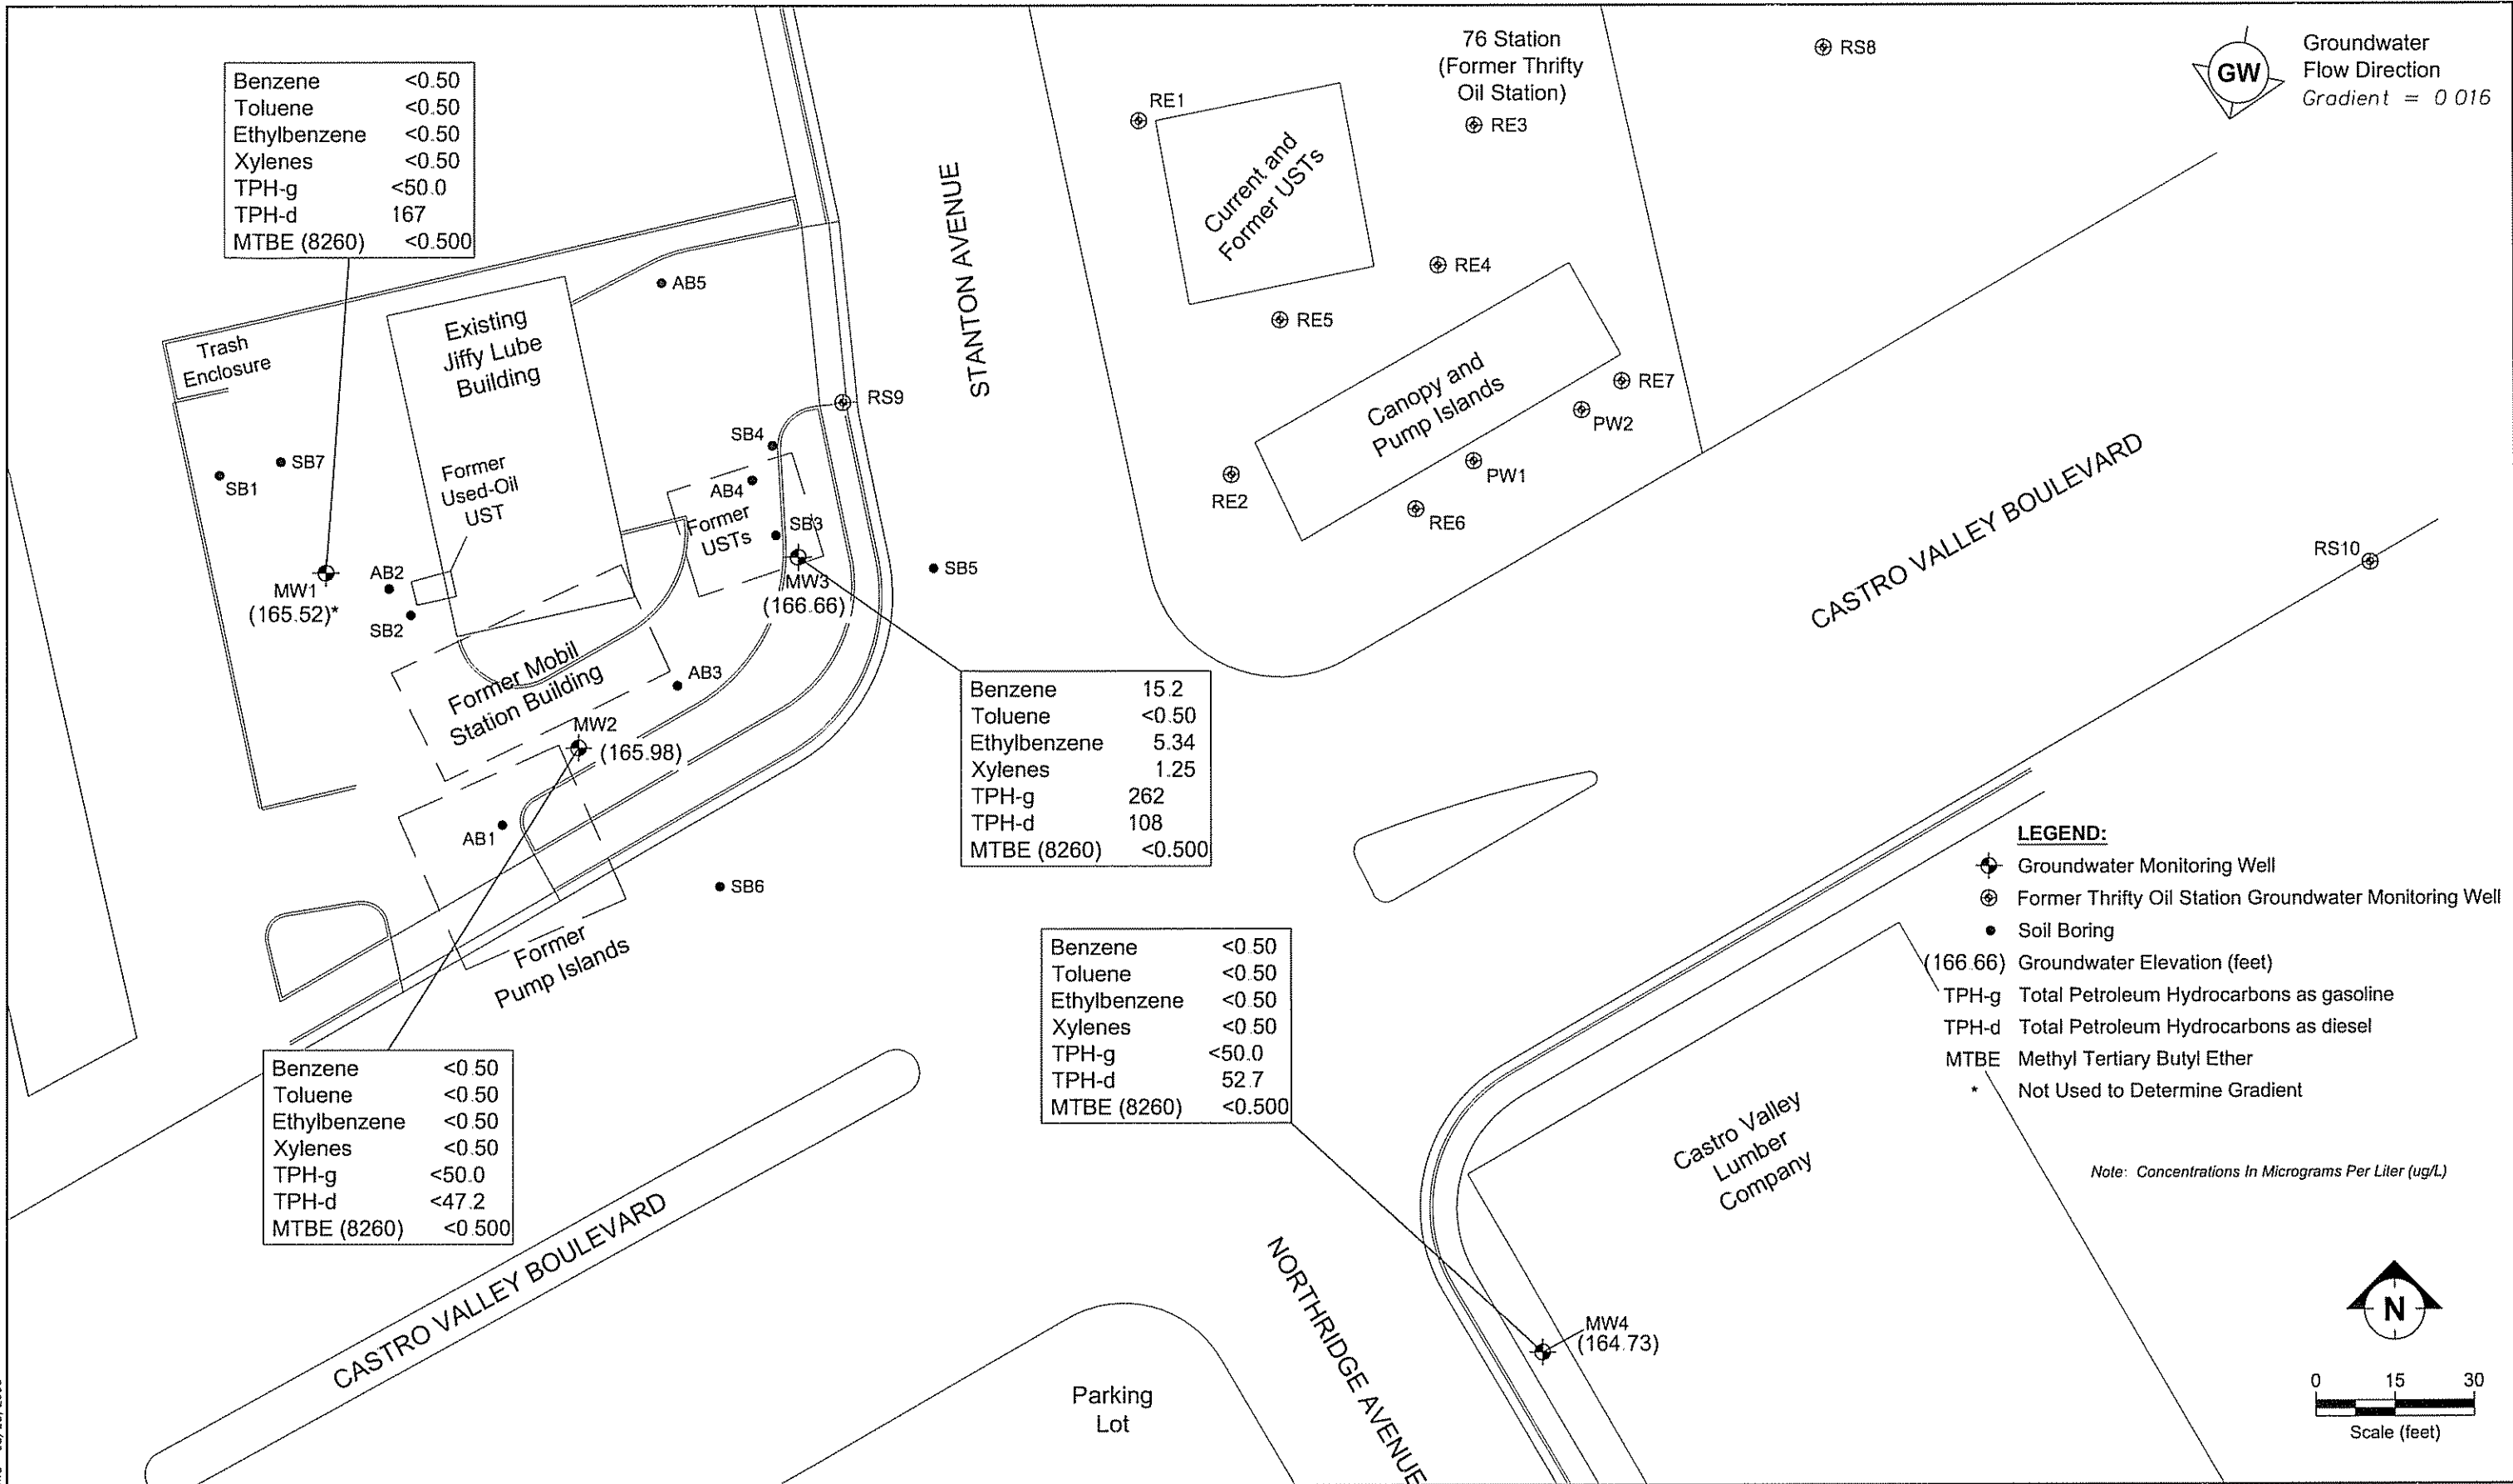 Benzene <0.50
Toluene <0.50
Ethylbenzene <0.50
Xylenes <0.50
TPH-g <50.0
TPH-d 167
MTBE (8260) <0.500
76 Station
(Former Thrifty
Oil Station)
RS8
GW
Groundwater
Flow Direction
Gradient = 0 016
RE1
RE3
Current and
Former USTs
STANTON AVENUE
RE4
RE5
AB5
Trash
Enclosure
Existing
Jiffy Lube
Building
RS9
Canopy and
Pump Islands
RE7
PW2
PW1
RE2
RE6
SB4
SB7
SB1
Former
Used-Oil
UST
AB4
Former
USTs
SB3
CASTRO VALLEY BOULEVARD
RS10
SB5
MW1
(165.52)*
AB2
SB2
MW3
(166.66)
Former Mobil
Station Building
AB3
MW2
(165.98)
Benzene 15.2
Toluene <0.50
Ethylbenzene 5.34
Xylenes 1.25
TPH-g 262
TPH-d 108
MTBE (8260) <0.500
AB1
SB6
Former
Pump Islands
LEGEND:
Groundwater Monitoring Well
Former Thrifty Oil Station Groundwater Monitoring Well
Soil Boring
(166.66) Groundwater Elevation (feet)
TPH-g Total Petroleum Hydrocarbons as gasoline
TPH-d Total Petroleum Hydrocarbons as diesel
MTBE Methyl Tertiary Butyl Ether
* Not Used to Determine Gradient
Note: Concentrations In Micrograms Per Liter (ug/L)
Benzene <0.50
Toluene <0.50
Ethylbenzene <0.50
Xylenes <0.50
TPH-g <50.0
TPH-d 52.7
MTBE (8260) <0.500
Benzene <0.50
Toluene <0.50
Ethylbenzene <0.50
Xylenes <0.50
TPH-g <50.0
TPH-d <47.2
MTBE (8260) <0.500
CASTRO VALLEY BOULEVARD
Castro Valley
Lumber
Company
NORTHRIDGE AVENUE
MW4
(164.73)
Parking
Lot
N
0 15 30
Scale (feet)